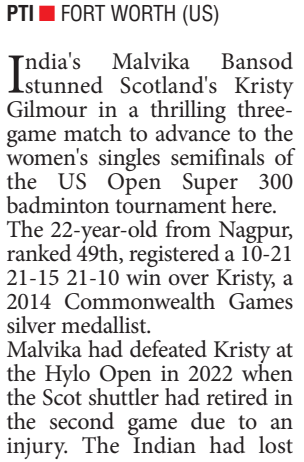 PTI ■ FORT WORTH (US)
India's Malvika Bansod
stunned Scotland's Kristy
Gilmour in a thrilling three-
game match to advance to the
women's singles semifinals of
the US Open Super 300
badminton tournament here.
The 22-year-old from Nagpur,
ranked 49th, registered a 10-21
21-15 21-10 win over Kristy, a
2014 Commonwealth Games
silver medallist.
Malvika had defeated Kristy at
the Hylo Open in 2022 when
the Scot shuttler had retired in
the second game due to an
injury. The Indian had lost